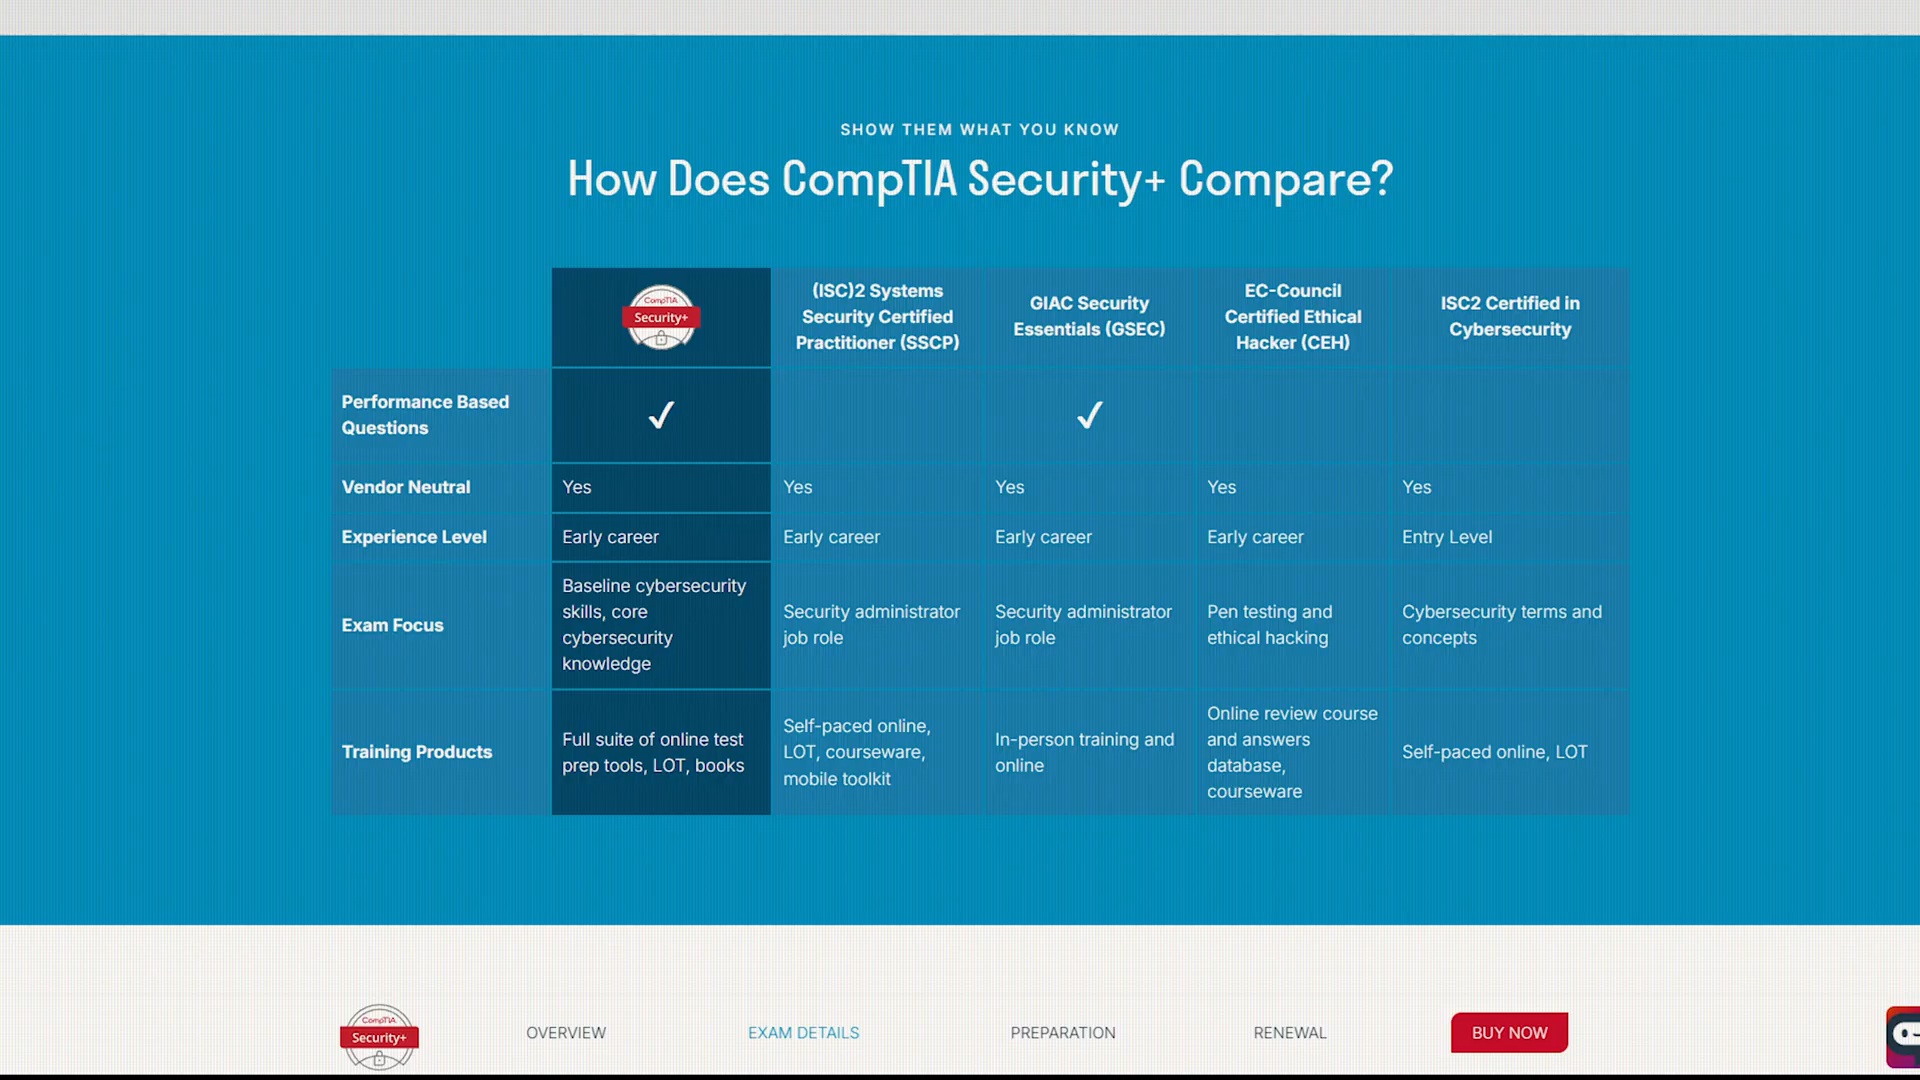 SHOW THEM WHAT YOU KNOW
How Does CompTIA Security+ Compare?
CompTIA
Security+
(ISC)2 Systems
Security Certified
Practitioner (SSCP)
GIAC Security
Essentials (GSEC)
EC-Council
Certified Ethical
Hacker (CEH)
ISC2 Certified in
Cybersecurity
Performance Based
Questions
✓
✓
Vendor Neutral
Yes
Yes
Yes
Yes
Yes
Experience Level
Early career
Early career
Early career
Early career
Entry Level
Exam Focus
Baseline cybersecurity
skills, core
cybersecurity
knowledge
Security administrator
job role
Security administrator
job role
Pen testing and
ethical hacking
Cybersecurity terms and
concepts
Training Products
Full suite of online test
prep tools, LOT, books
Self-paced online,
LOT, courseware,
mobile toolkit
In-person training and
online
Online review course
and answers
database,
courseware
Self-paced online, LOT
CompTIA
Security+
OVERVIEW
EXAM DETAILS
PREPARATION
RENEWAL
BUY NOW